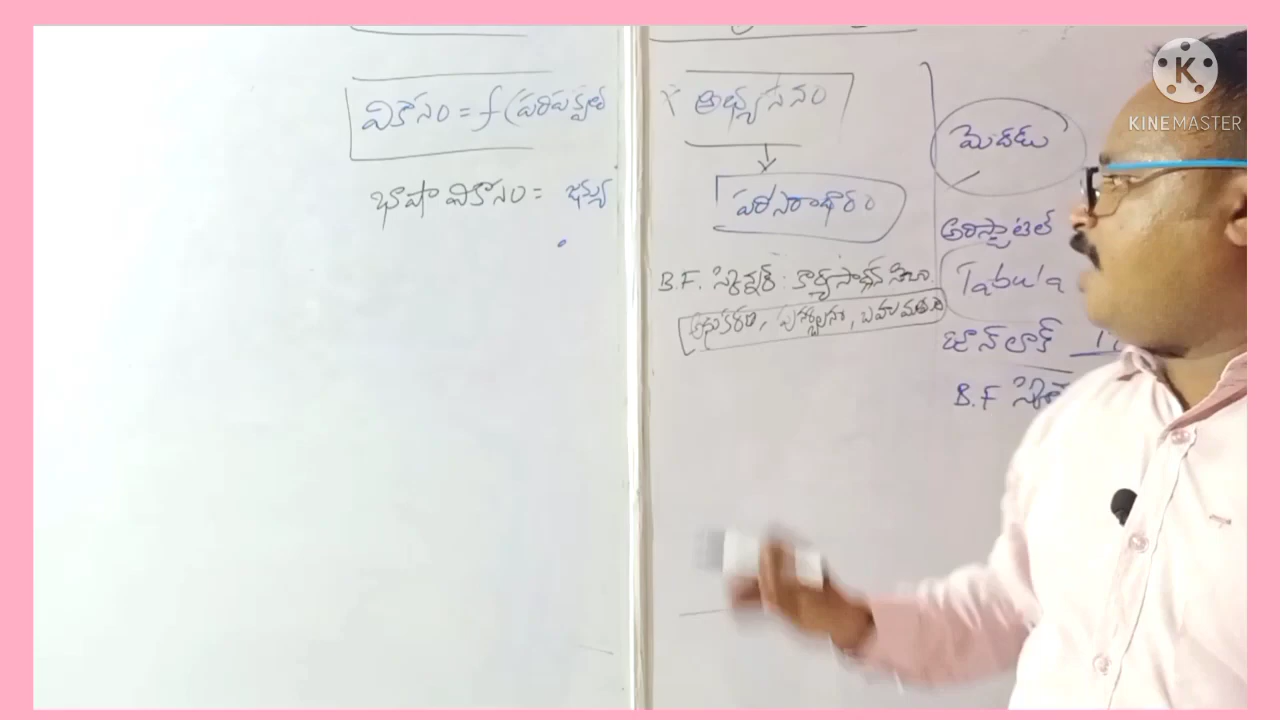 వికాసం = f (పరిపక్వత
భాషా వికాసం = జన్యు
x అభ్యసనం
పరిసరాధారం
B.F. స్కిన్నర్ : కార్యసాధన
అనుకరణ, పునర్బలనం, బహుమతి
మెదడు
అరిస్టాటిల్
Tabula
జాన్ లాక్
B.F
K
KINEMASTER